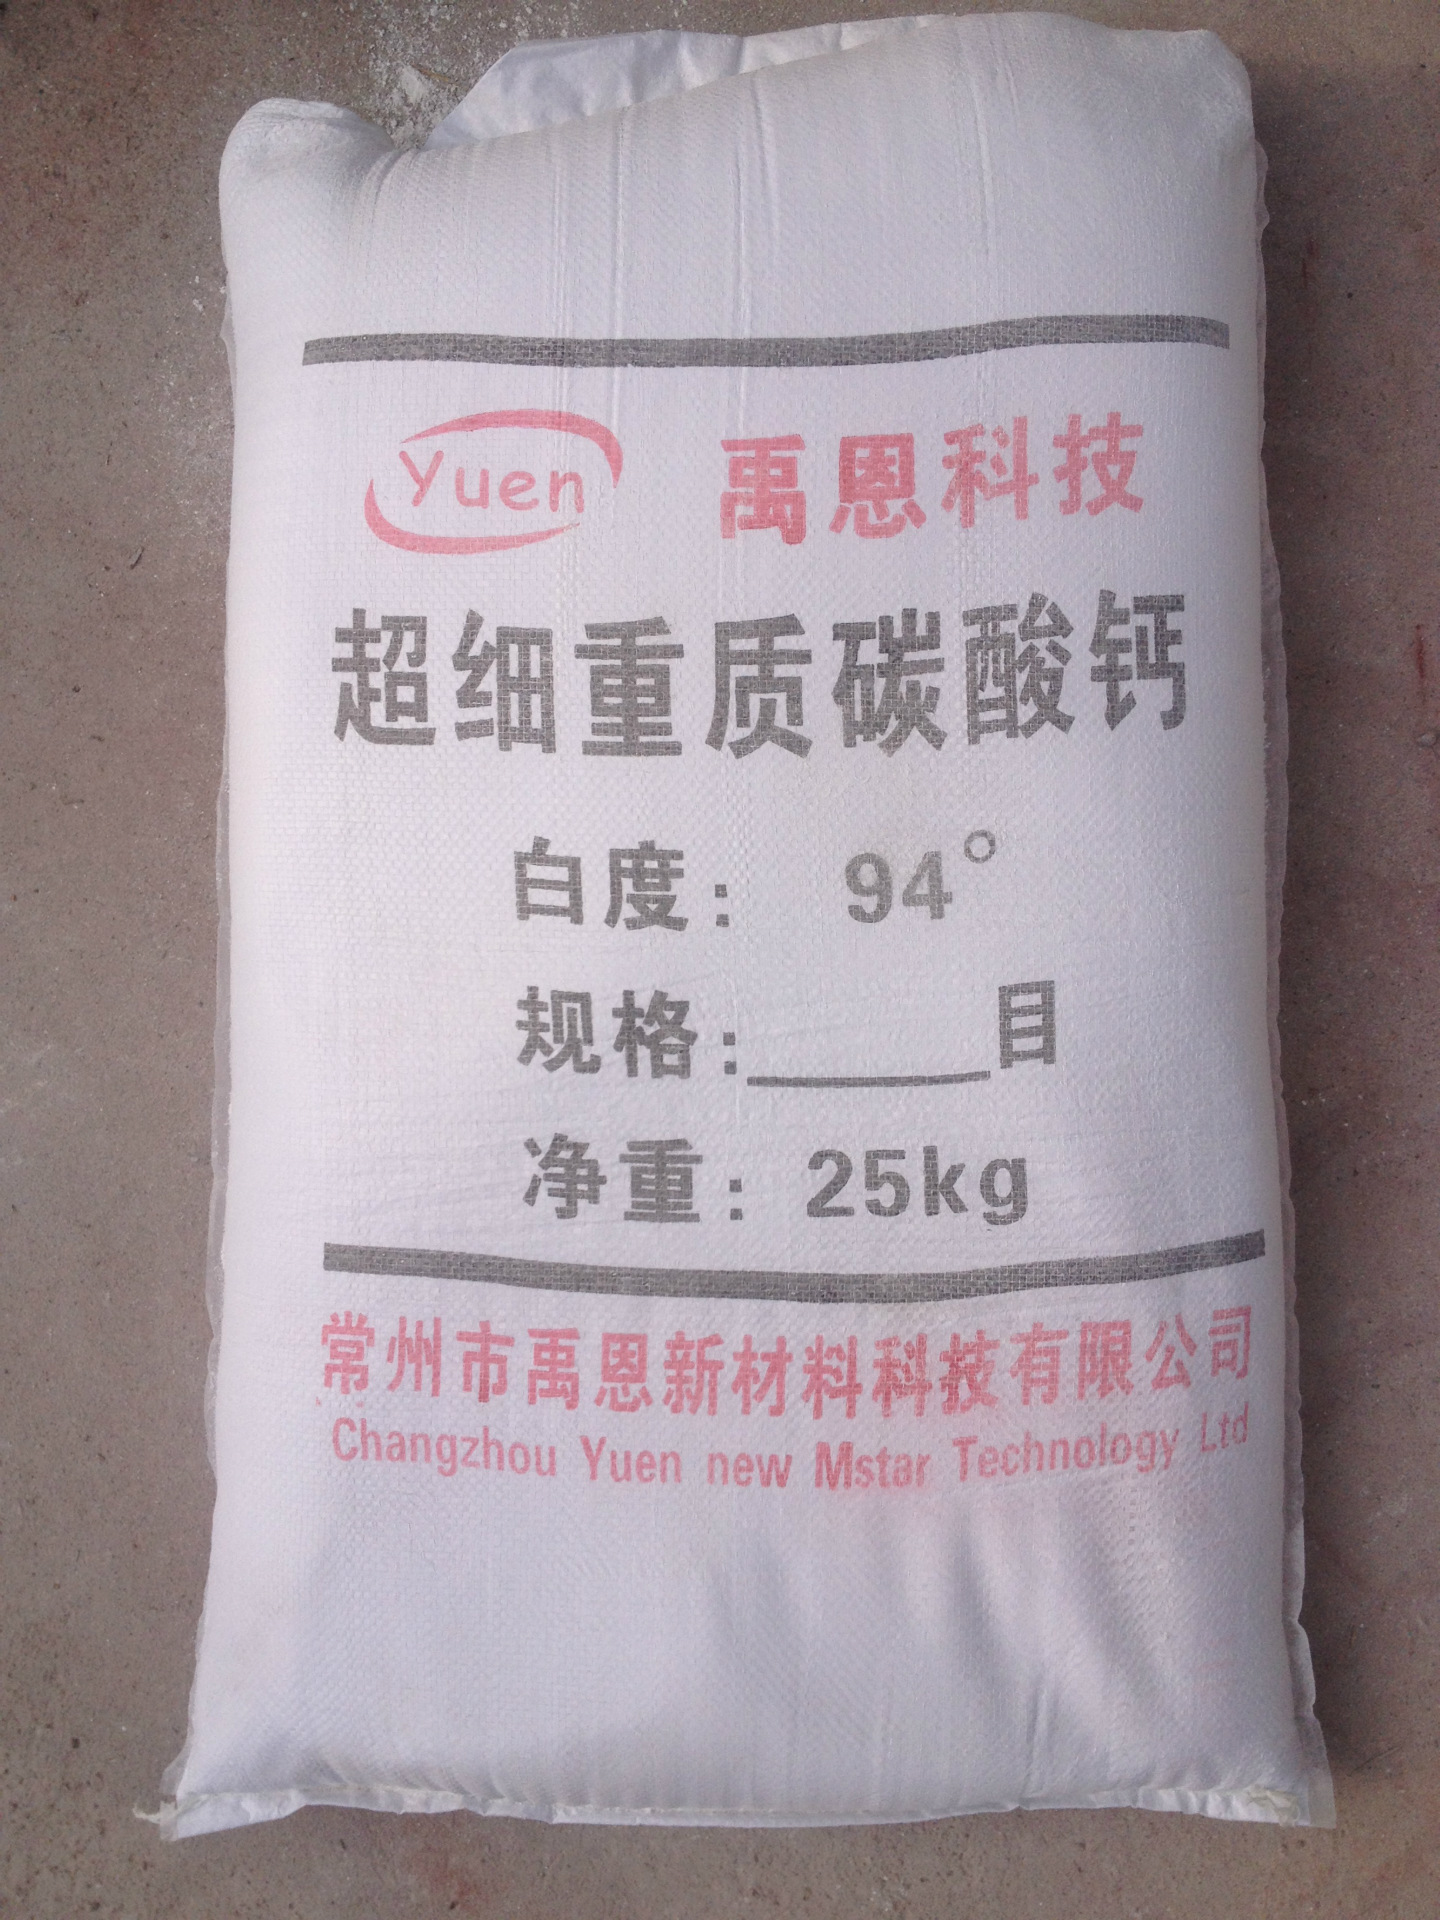 Yuen 禹恩科技
超细重质碳酸钙
白度： 94°
规格：______目
净重：25kg
常州市禹恩新材料科技有限公司
Changzhou Yuen new Mstar Technology Ltd